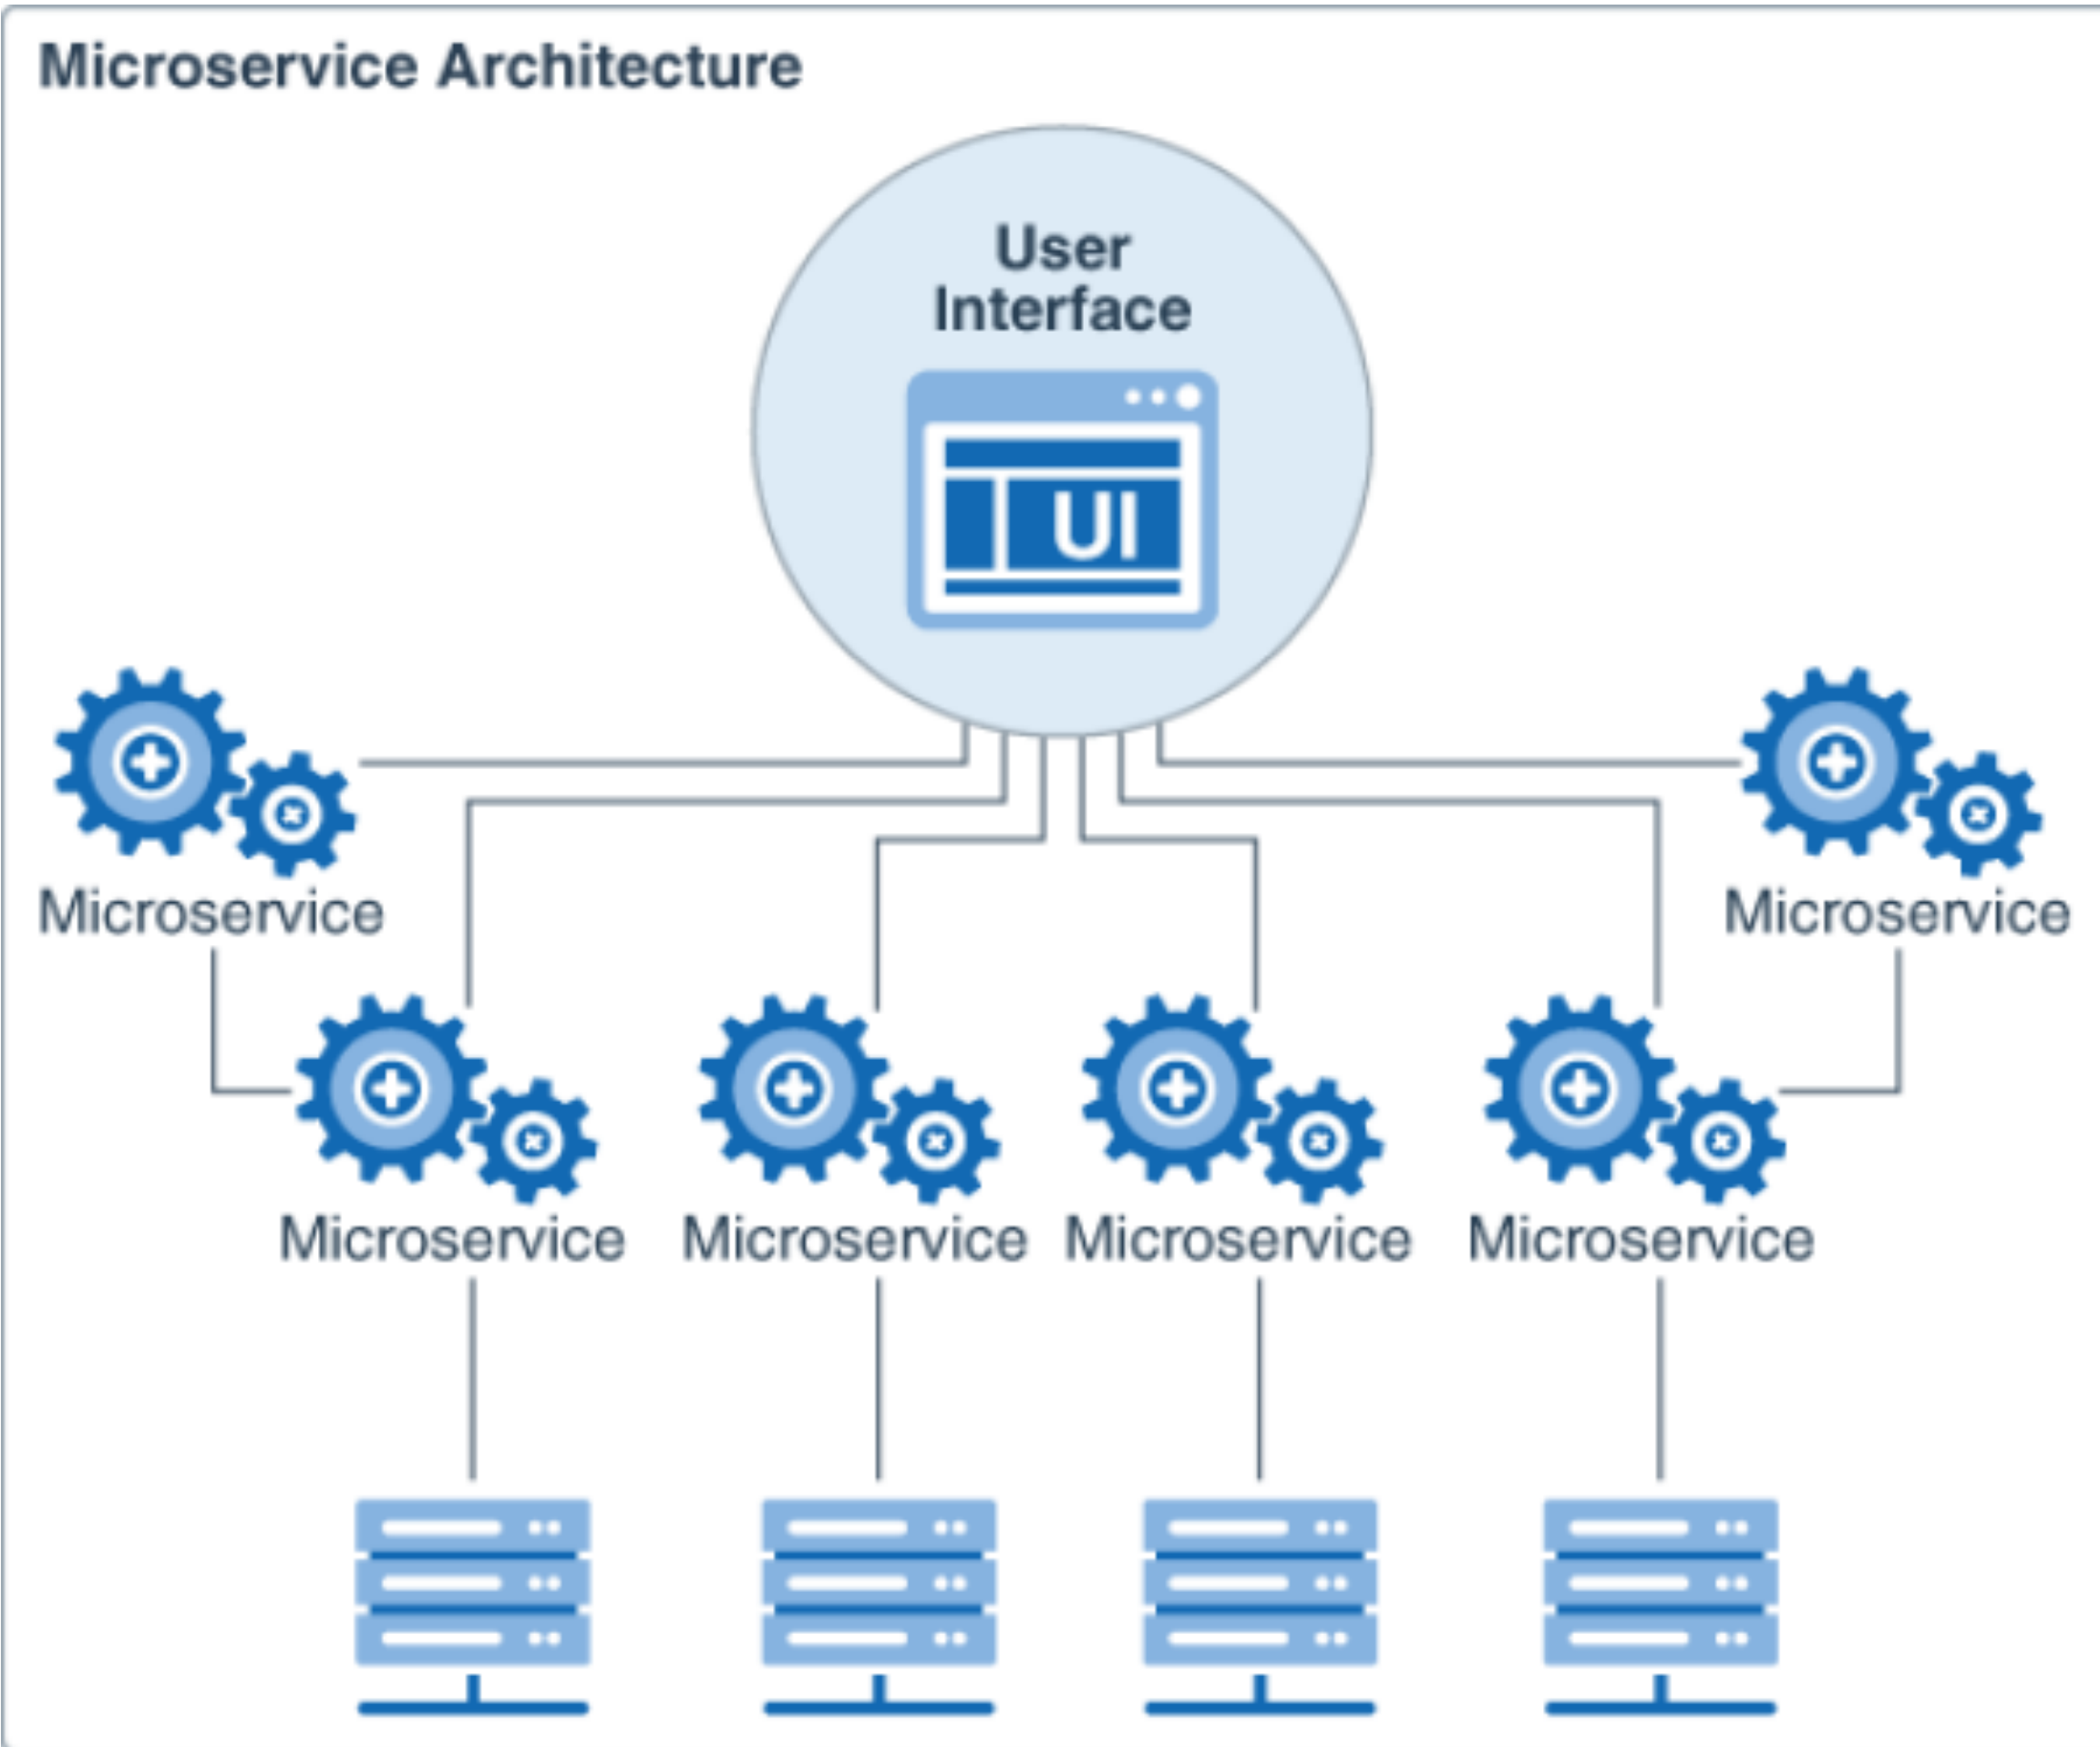 Microservice Architecture
User
Interface
UI
Microservice
Microservice
Microservice
Microservice
Microservice
Microservice